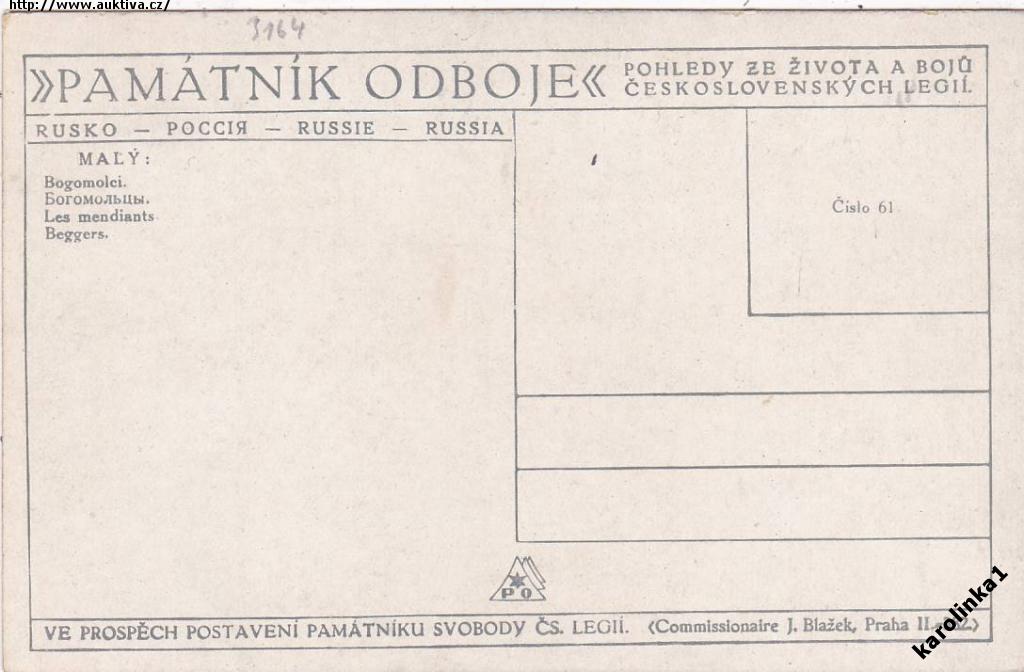 http://www.auktiva.cz/
3164
»PAMÁTNÍK ODBOJE«
POHLEDY ZE ŽIVOTA A BOJŮ
ČESKOSLOVENSKÝCH LEGIÍ.
RUSKO — РОССІЯ — RUSSIE — RUSSIA
MALÝ:
Bogomolci.
Богомольцы.
Les mendiants
Beggers.
Číslo 61
PO
VE PROSPĚCH POSTAVENÍ PAMÁTNÍKU SVOBODY ČS. LEGIÍ. (Commissionaire J. Blažek, Praha II.
karolinka1